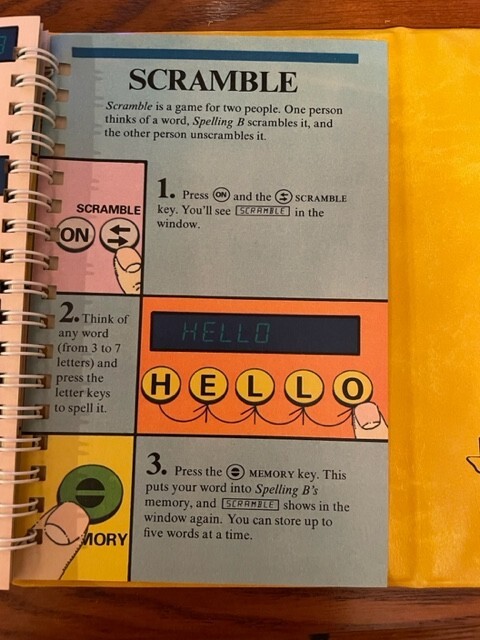 SCRAMBLE
Scramble is a game for two people. One person
thinks of a word, Spelling B scrambles it, and
the other person unscrambles it.
SCRAMBLE
ON
1. Press ON and the SCRAMBLE
key. You'll see SCRAMBLE in the
window.
2. Think of
any word
(from 3 to 7
letters) and
press the
letter keys
to spell it.
HELLO
H E L L O
MORY
3. Press the MEMORY key. This
puts your word into Spelling B's
memory, and SCRAMBLE shows in the
window again. You can store up to
five words at a time.